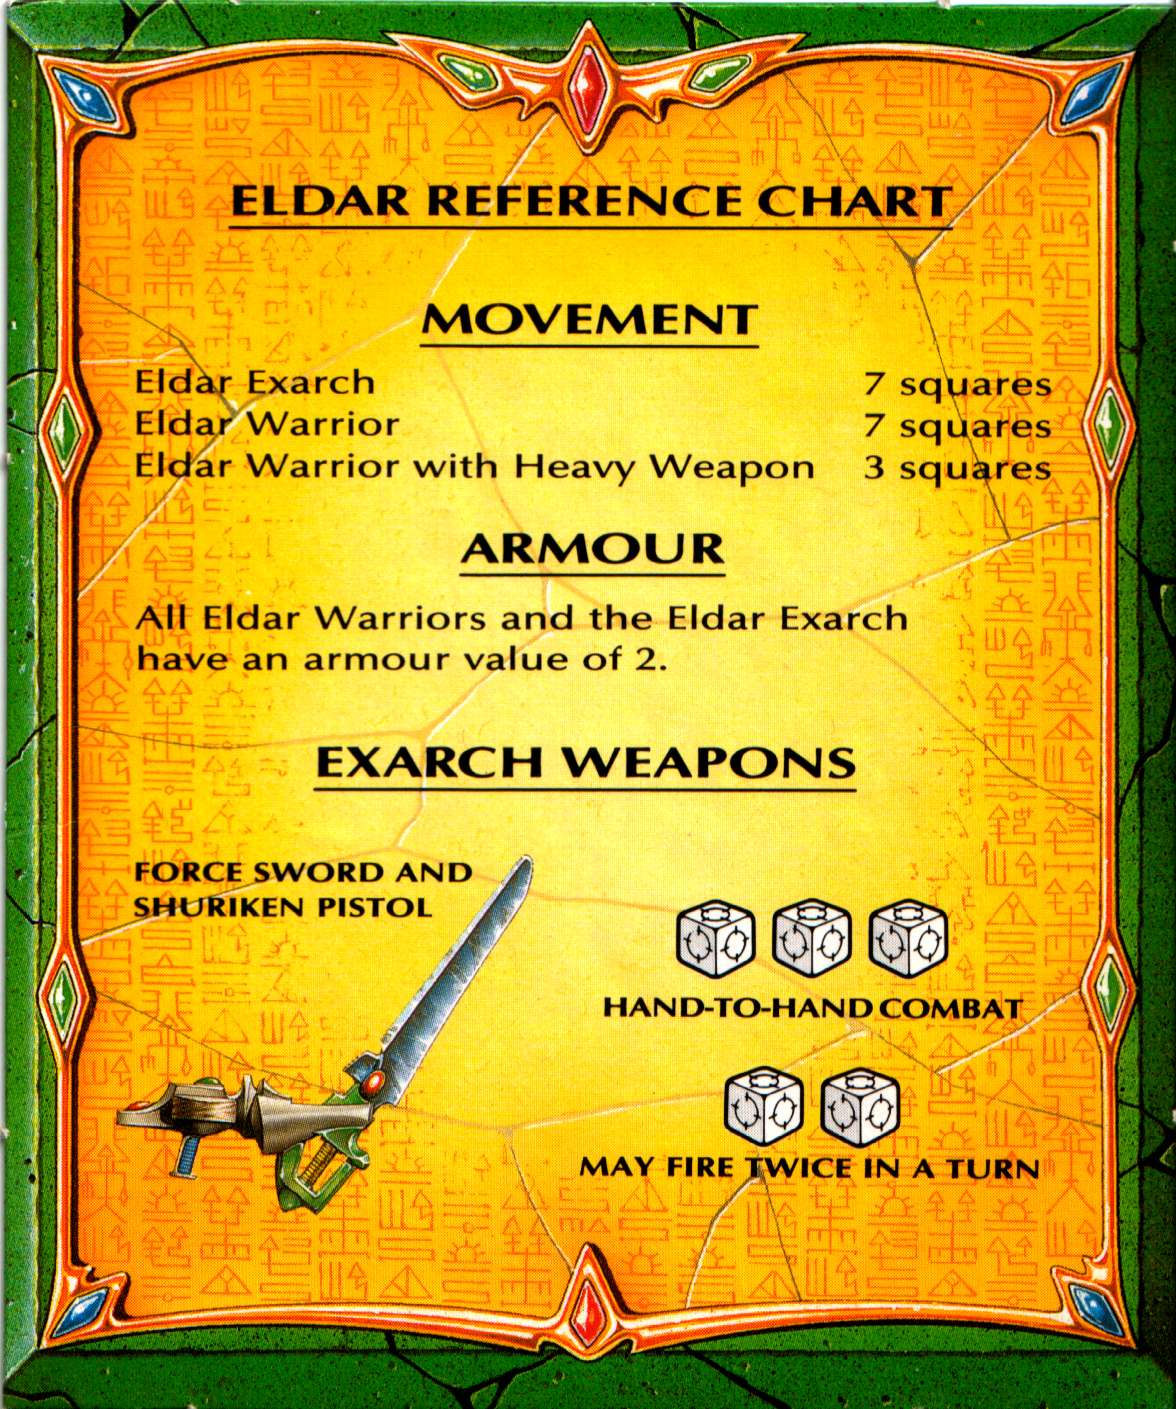 ELDAR REFERENCE CHART
MOVEMENT
Eldar Exarch 7 squares
Eldar Warrior 7 squares
Eldar Warrior with Heavy Weapon 3 squares
ARMOUR
All Eldar Warriors and the Eldar Exarch
have an armour value of 2.
EXARCH WEAPONS
FORCE SWORD AND
SHURIKEN PISTOL
HAND-TO-HAND COMBAT
MAY FIRE TWICE IN A TURN